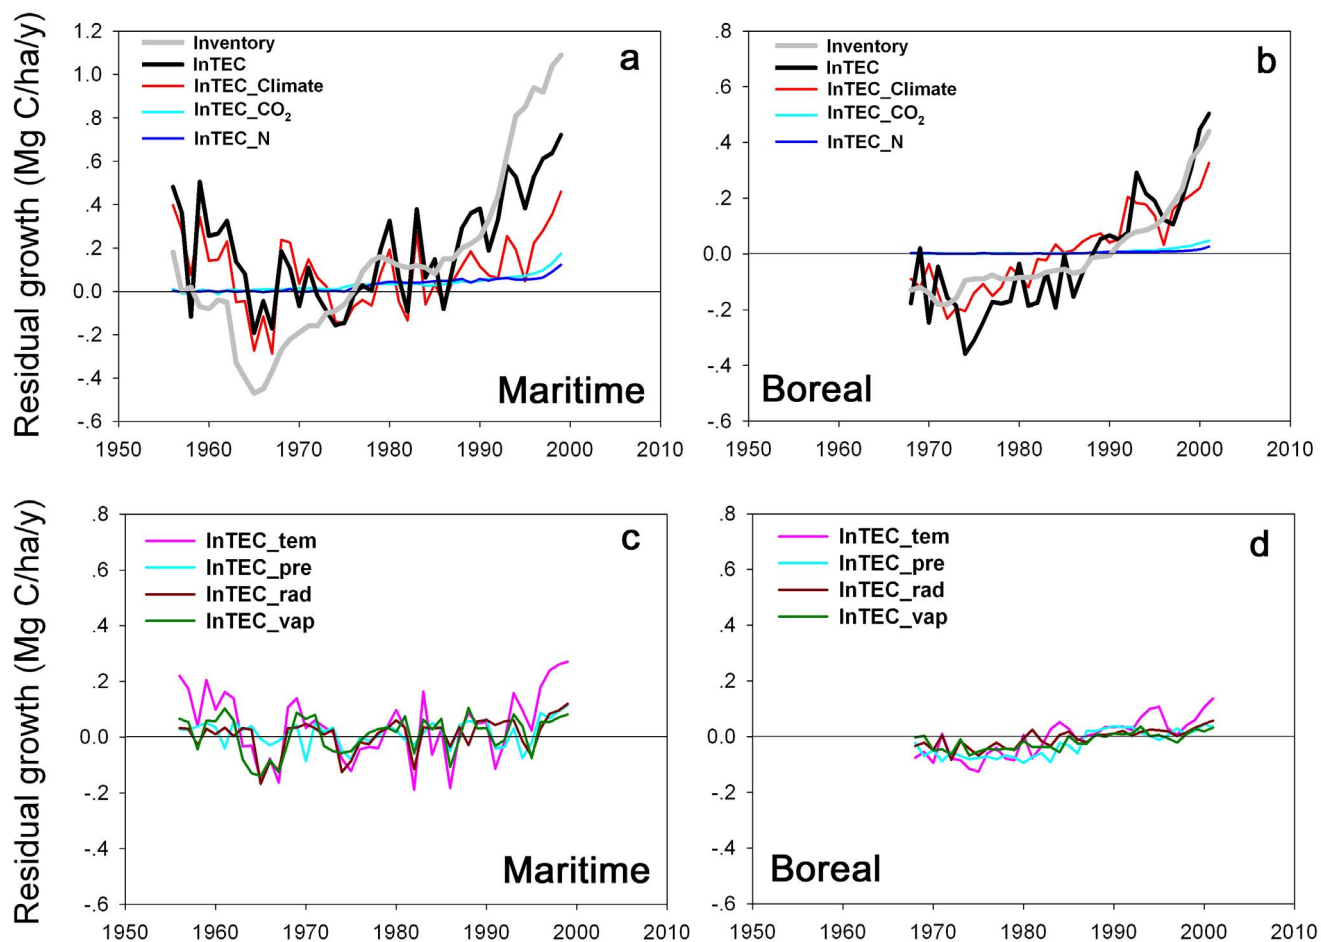 Residual growth (Mg C/ha/y)
1.2
1.0
.8
.6
.4
.2
0.0
-.2
-.4
-.6
Inventory
InTEC
InTEC_Climate
InTEC_CO₂
InTEC_N
a
Maritime
1950 1960 1970 1980 1990 2000 2010
.8
.6
.4
.2
0.0
-.2
-.4
-.6
Inventory
InTEC
InTEC_Climate
InTEC_CO₂
InTEC_N
b
Boreal
1950 1960 1970 1980 1990 2000 2010
Residual growth (Mg C/ha/y)
.8
.6
.4
.2
0.0
-.2
-.4
-.6
InTEC_tem
InTEC_pre
InTEC_rad
InTEC_vap
c
Maritime
1950 1960 1970 1980 1990 2000 2010
.8
.6
.4
.2
0.0
-.2
-.4
-.6
InTEC_tem
InTEC_pre
InTEC_rad
InTEC_vap
d
Boreal
1950 1960 1970 1980 1990 2000 2010